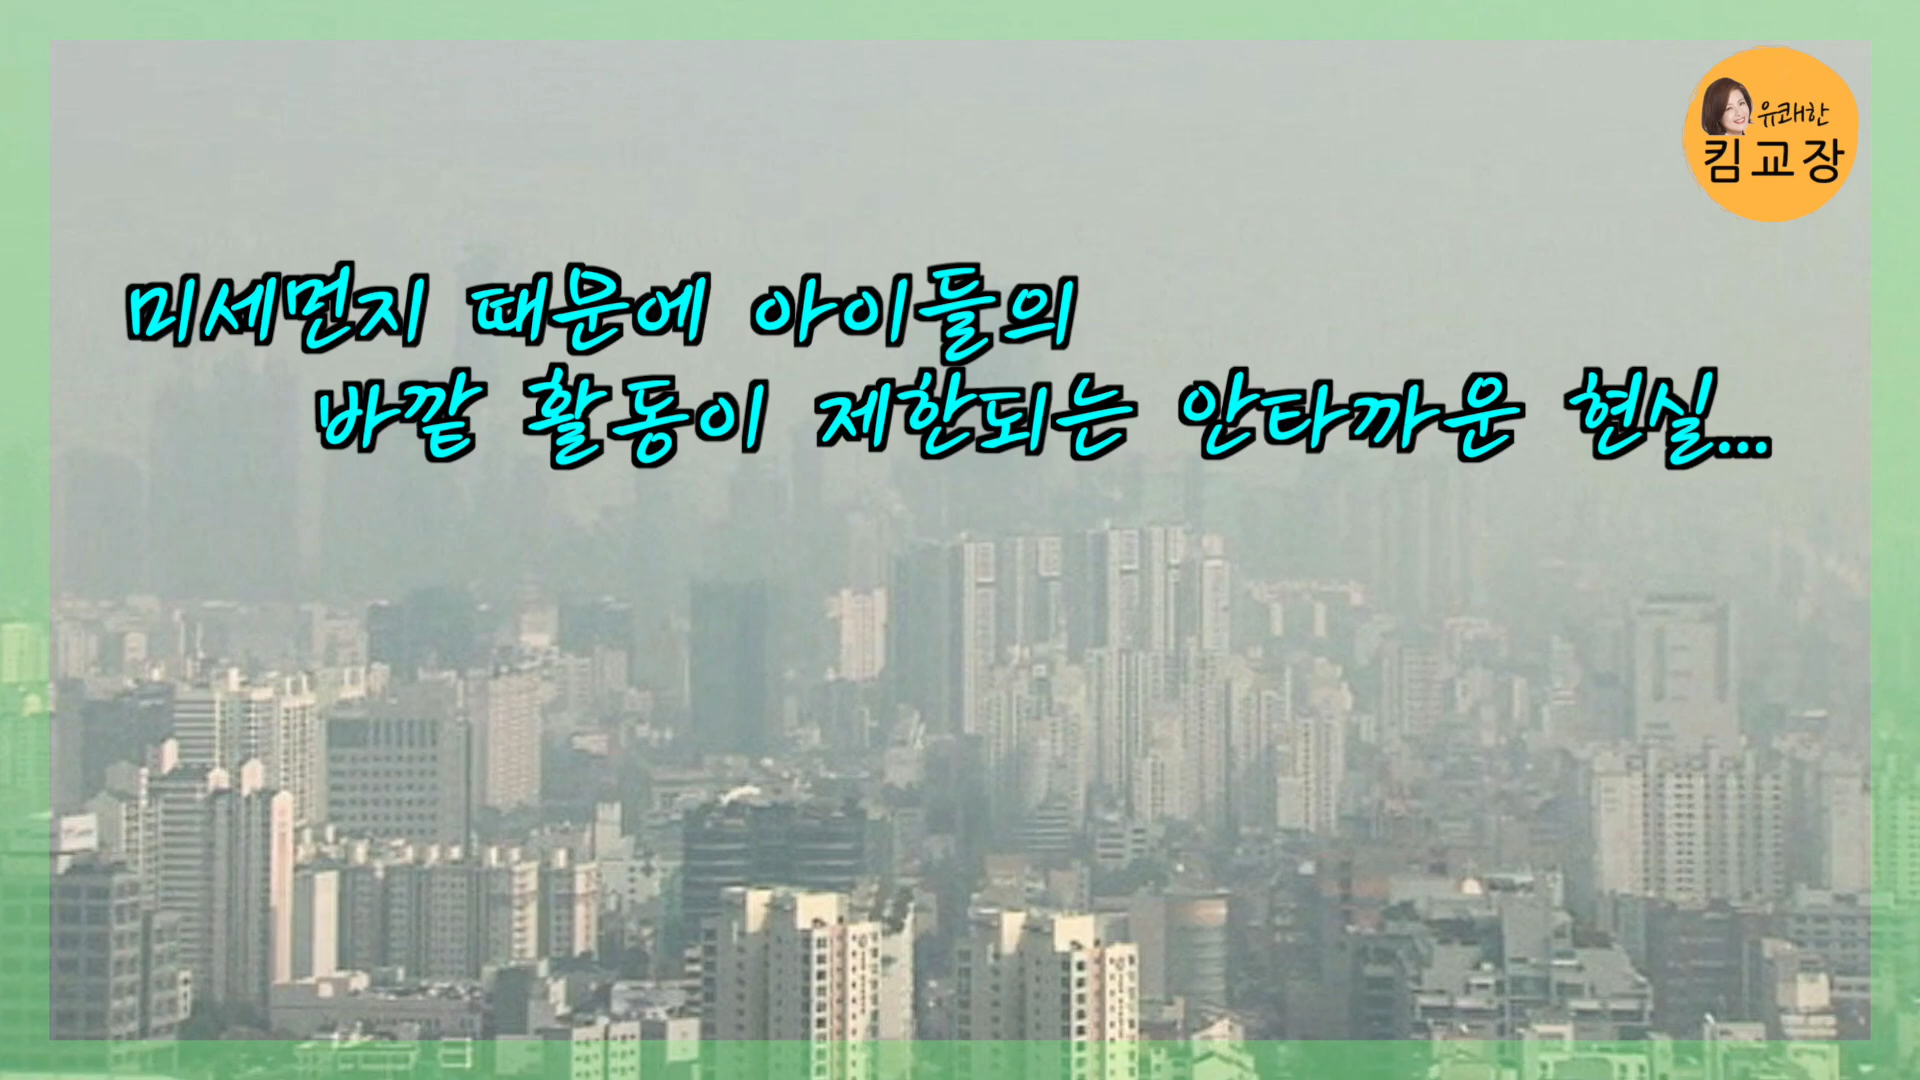 유쾌한
킴교장
미세먼지 때문에 아이들의
바깥 활동이 제한되는 안타까운 현실...